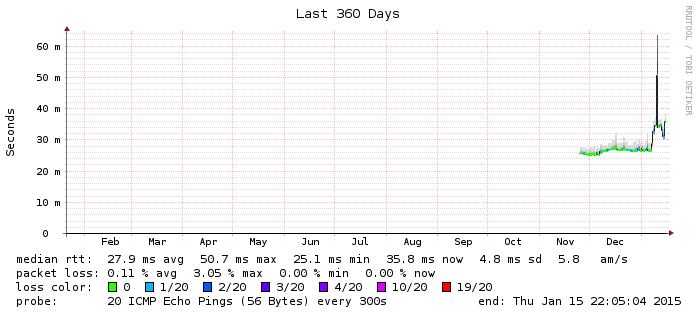 Last 360 Days
RRDTOOL / TOBI OETIKER
Seconds
60 m
50 m
40 m
30 m
20 m
10 m
0
Feb Mar Apr May Jun Jul Aug Sep Oct Nov Dec
median rtt: 27.9 ms avg 50.7 ms max 25.1 ms min 35.8 ms now 4.8 ms sd 5.8 am/s
packet loss: 0.11 % avg 3.05 % max 0.00 % min 0.00 % now
loss color: 0 1/20 2/20 3/20 4/20 10/20 19/20
probe: 20 ICMP Echo Pings (56 Bytes) every 300s end: Thu Jan 15 22:05:04 2015